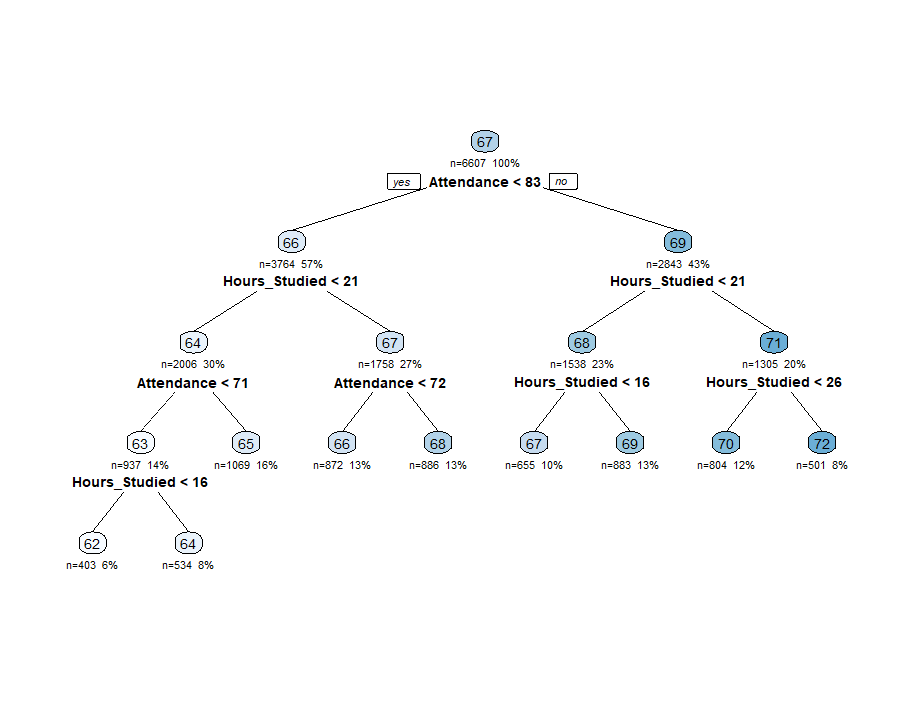 67
n=6607 100%
yes Attendance < 83 no
66 69
n=3764 57% n=2843 43%
Hours_Studied < 21 Hours_Studied < 21
64 67 68 71
n=2006 30% n=1758 27% n=1538 23% n=1305 20%
Attendance < 71 Attendance < 72 Hours_Studied < 16 Hours_Studied < 26
63 65 66 68 67 69 70 72
n=937 14% n=1069 16% n=872 13% n=886 13% n=655 10% n=883 13% n=804 12% n=501 8%
Hours_Studied < 16
62 64
n=403 6% n=534 8%